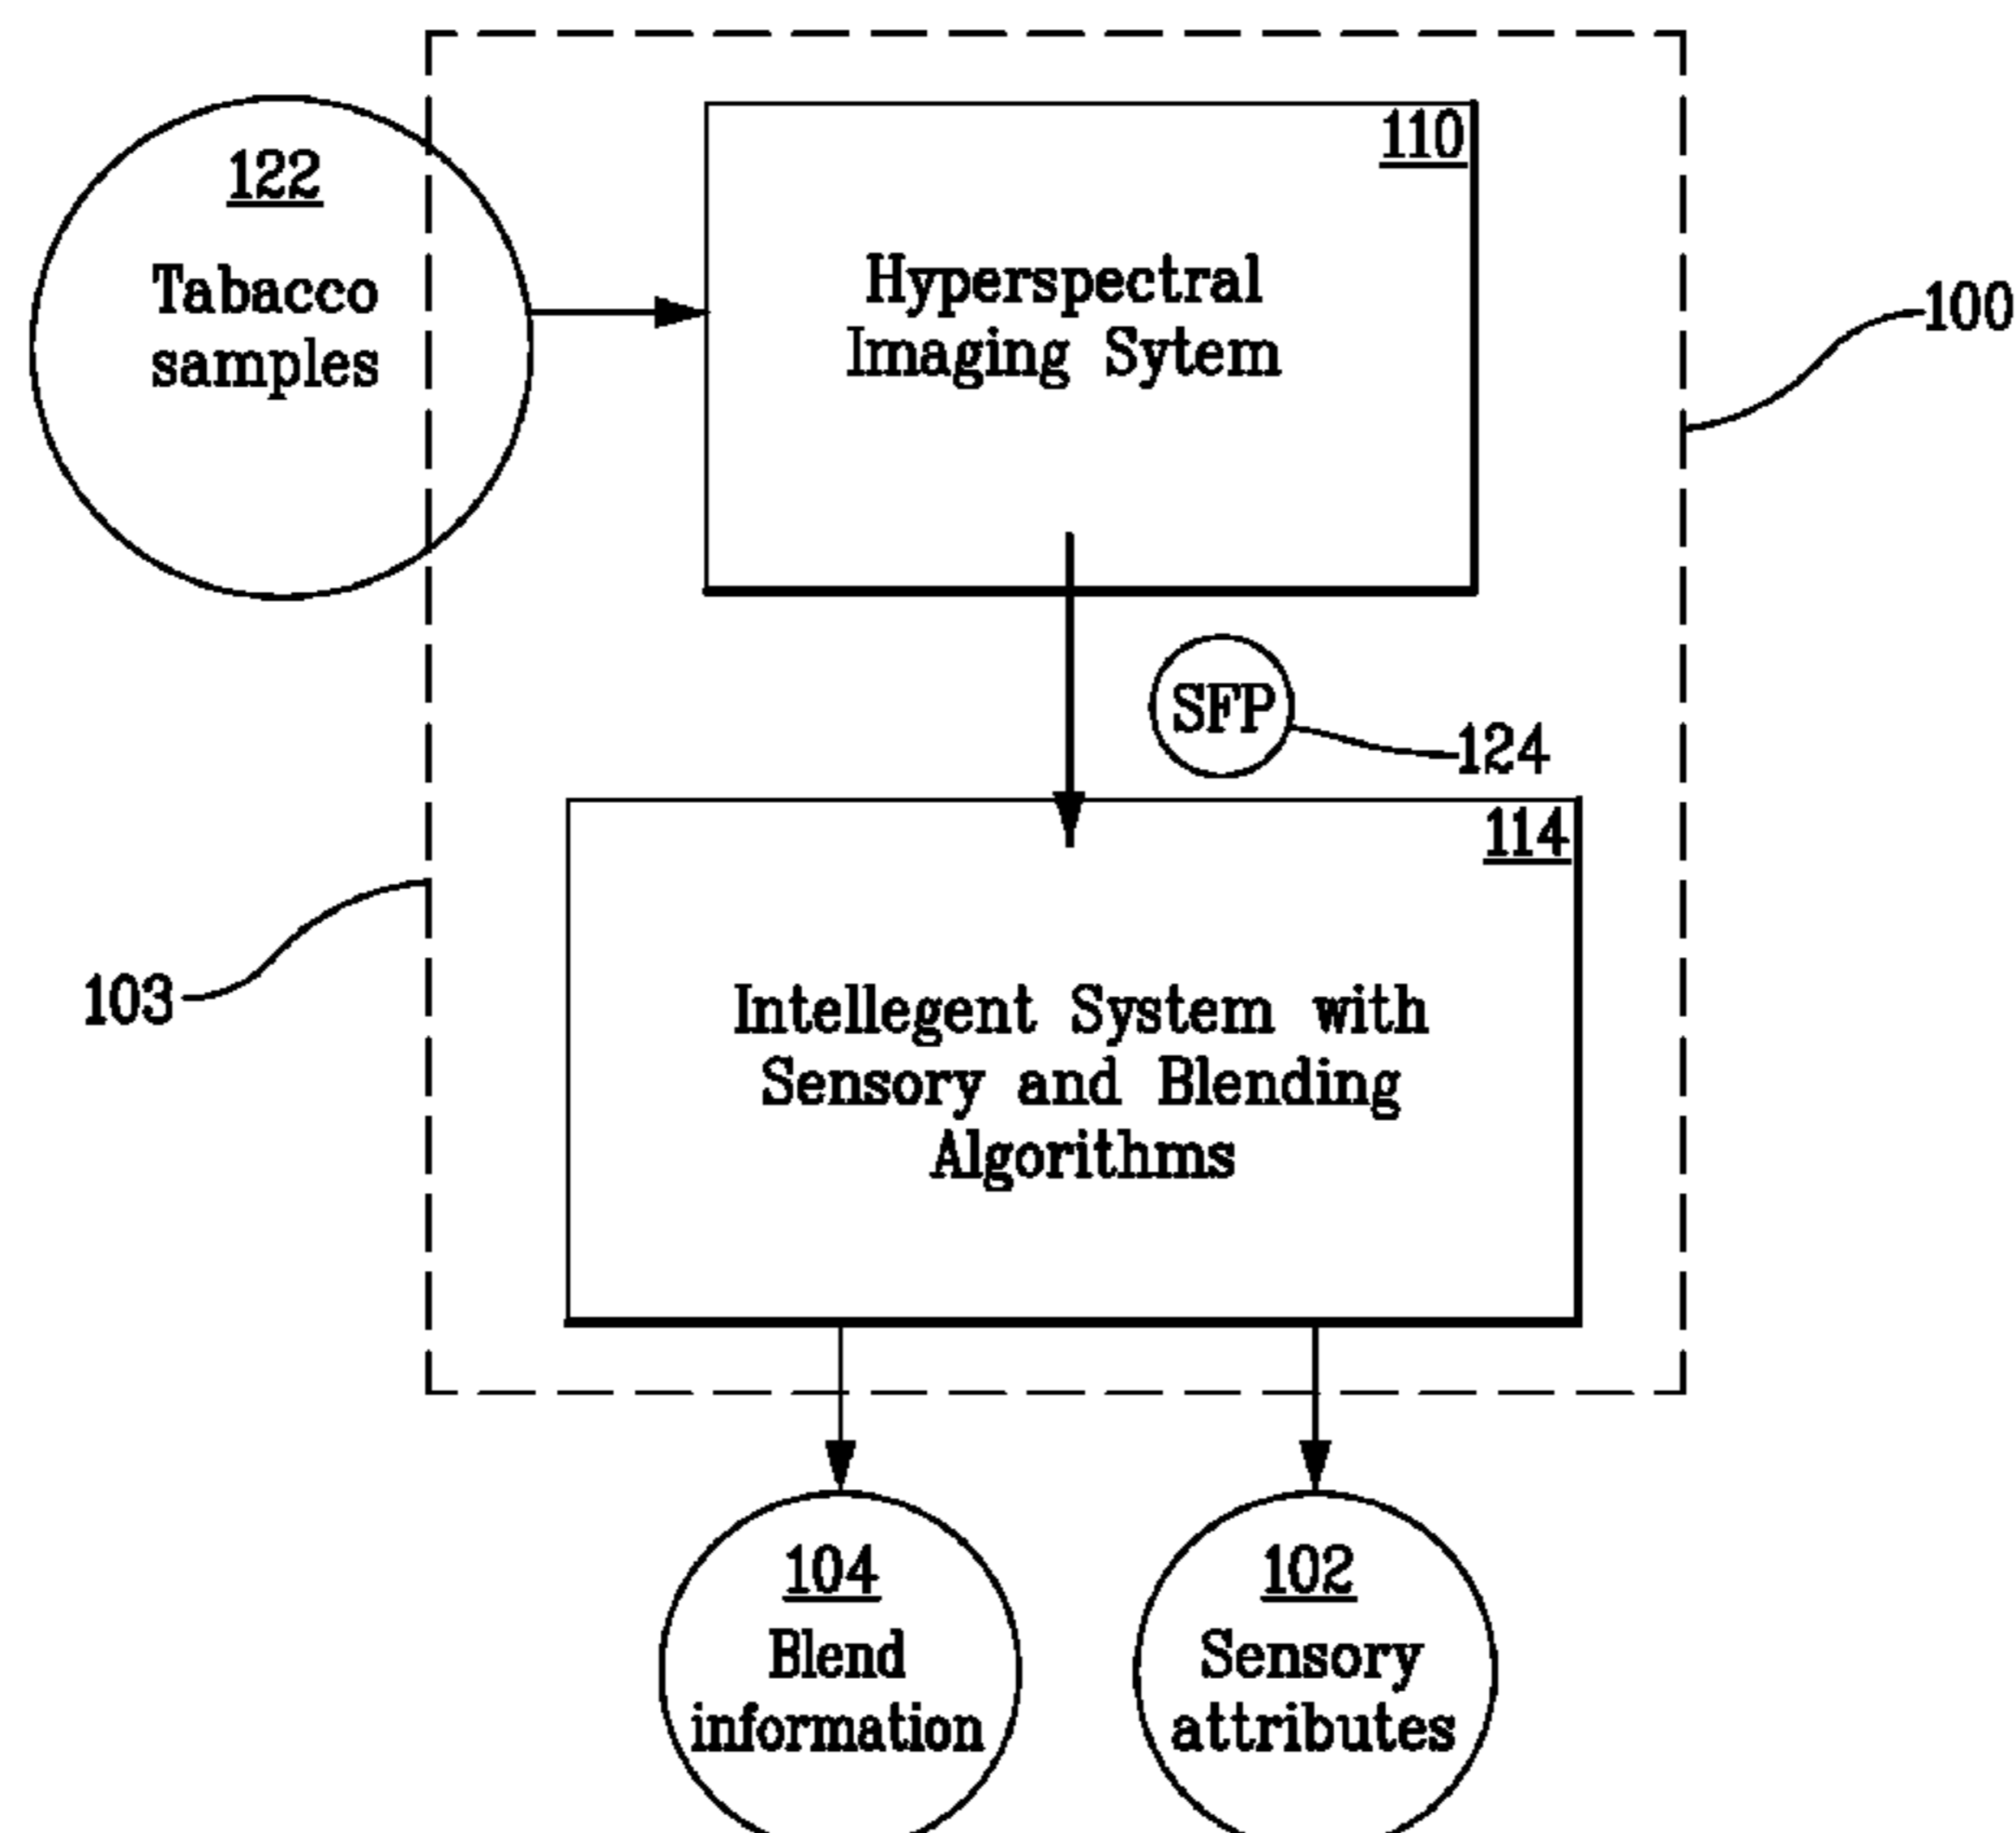 122
Tabacco
samples
110
Hyperspectral
Imaging Sytem
100
SFP
124
114
Intellegent System with
Sensory and Blending
Algorithms
103
104
Blend
information
102
Sensory
attributes